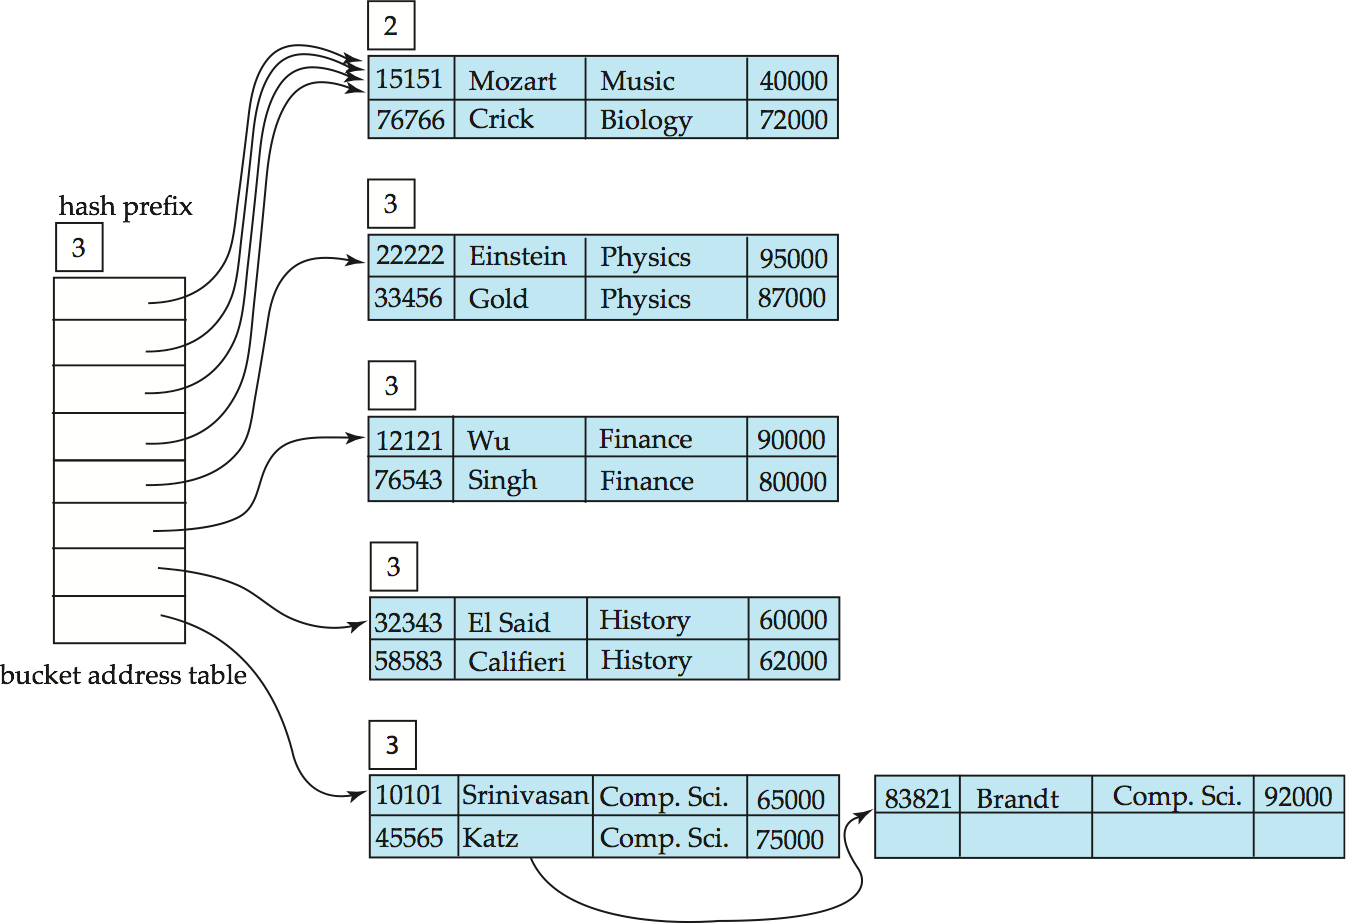 2
15151 Mozart Music 40000
76766 Crick Biology 72000
hash prefix
3
3
22222 Einstein Physics 95000
33456 Gold Physics 87000
3
12121 Wu Finance 90000
76543 Singh Finance 80000
3
32343 El Said History 60000
58583 Califieri History 62000
bucket address table
3
10101 Srinivasan Comp. Sci. 65000
45565 Katz Comp. Sci. 75000
83821 Brandt Comp. Sci. 92000